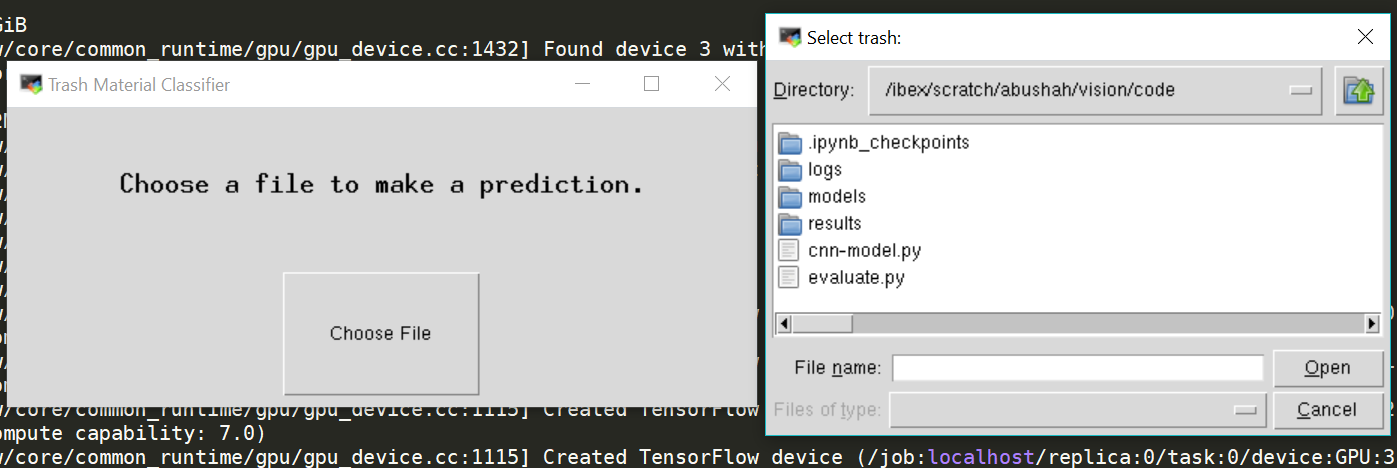 GiB
w/core/common_runtime/gpu/gpu_device.cc:1432] Found device 3 with
Trash Material Classifier
Choose a file to make a prediction.
Choose File
w/core/common_runtime/gpu/gpu_device.cc:1115] Created TensorFlow
ompute capability: 7.0)
w/core/common_runtime/gpu/gpu_device.cc:1115] Created TensorFlow device (/job:localhost/replica:0/task:0/device:GPU:3
Select trash:
Directory: /ibex/scratch/abushah/vision/code
.ipynb_checkpoints
logs
models
results
cnn-model.py
evaluate.py
File name: Open
Files of type: Cancel